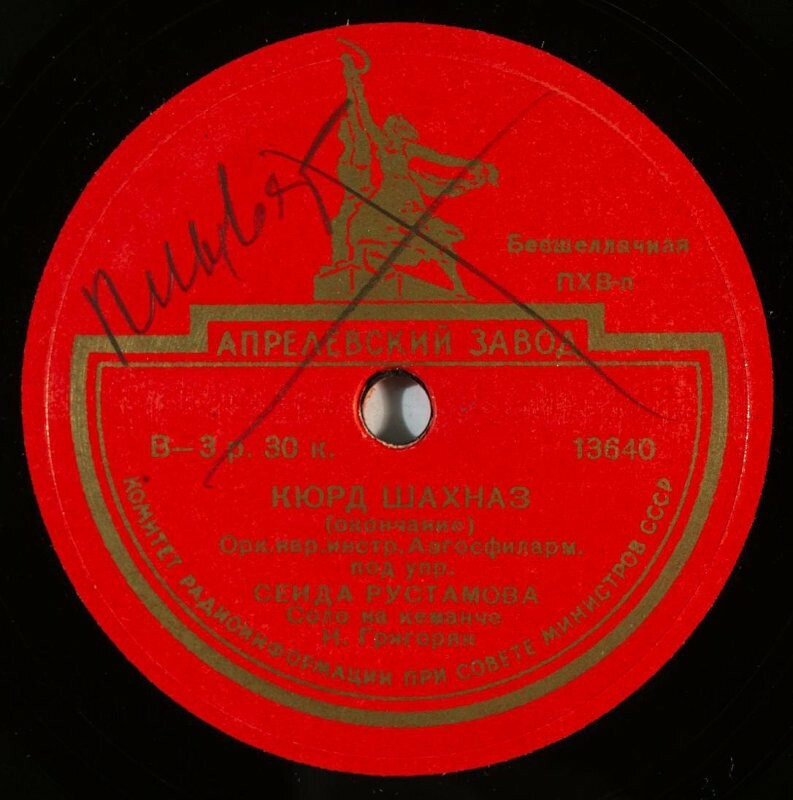 Бесшеллачная
ПХВ-п
АПРЕЛЕВСКИЙ ЗАВОД
В—3 р. 30 к.
13640
КЮРД ШАХНАЗ
(окончание)
Орк. нар. инстр. Азгосфиларм.
под упр.
СЕИДА РУСТАМОВА
Соло на кеманче
Н. Григорян
КОМИТЕТ РАДИОИНФОРМАЦИИ ПРИ СОВЕТЕ МИНИСТРОВ СССР